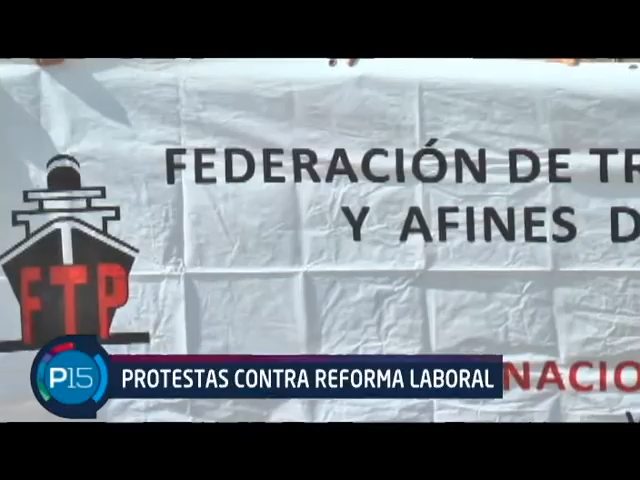 FEDERACIÓN DE TR
Y AFINES D
FTP
NACIO
P15
PROTESTAS CONTRA REFORMA LABORAL